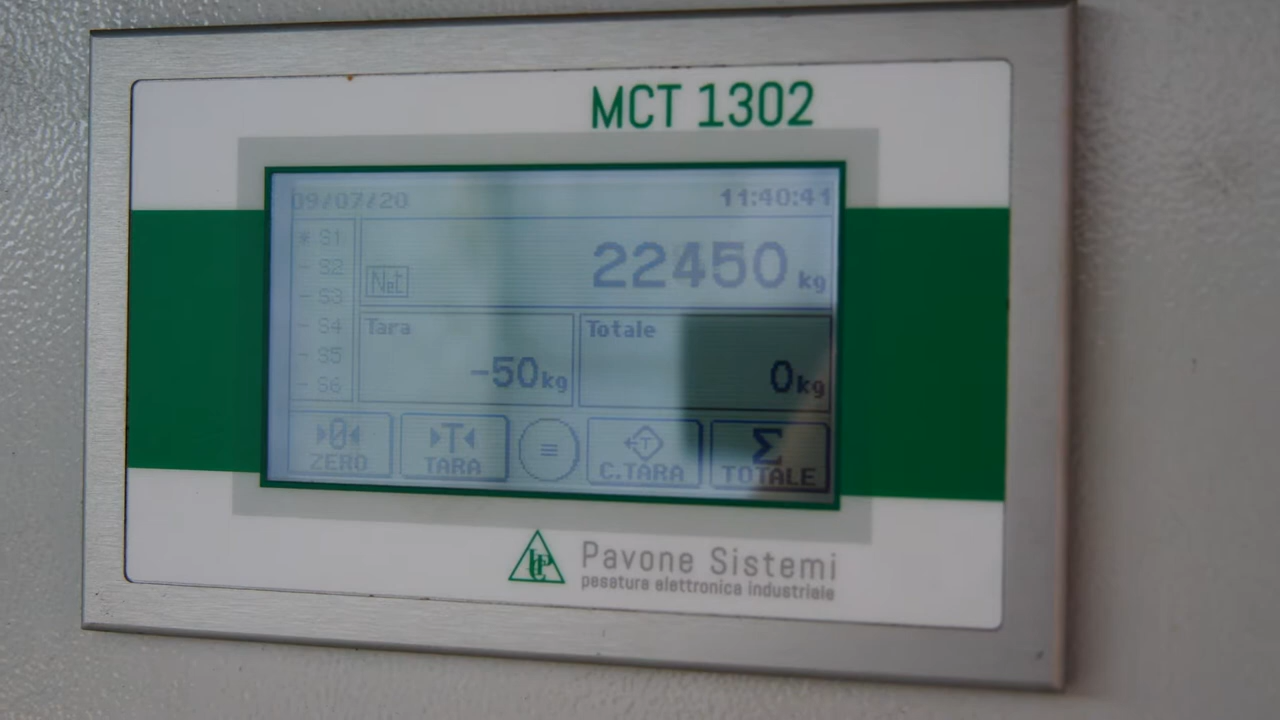 MCT 1302
09/07/20 11:40:41
* S1
- S2
- S3
- S4
- S5
- S6
Net 22450 kg
Tara
-50 kg
Totale
0 kg
▸0◂
ZERO
▸T◂
TARA
=
T
C.TARA
Σ
TOTALE
Pavone Sistemi
pesatura elettronica industriale